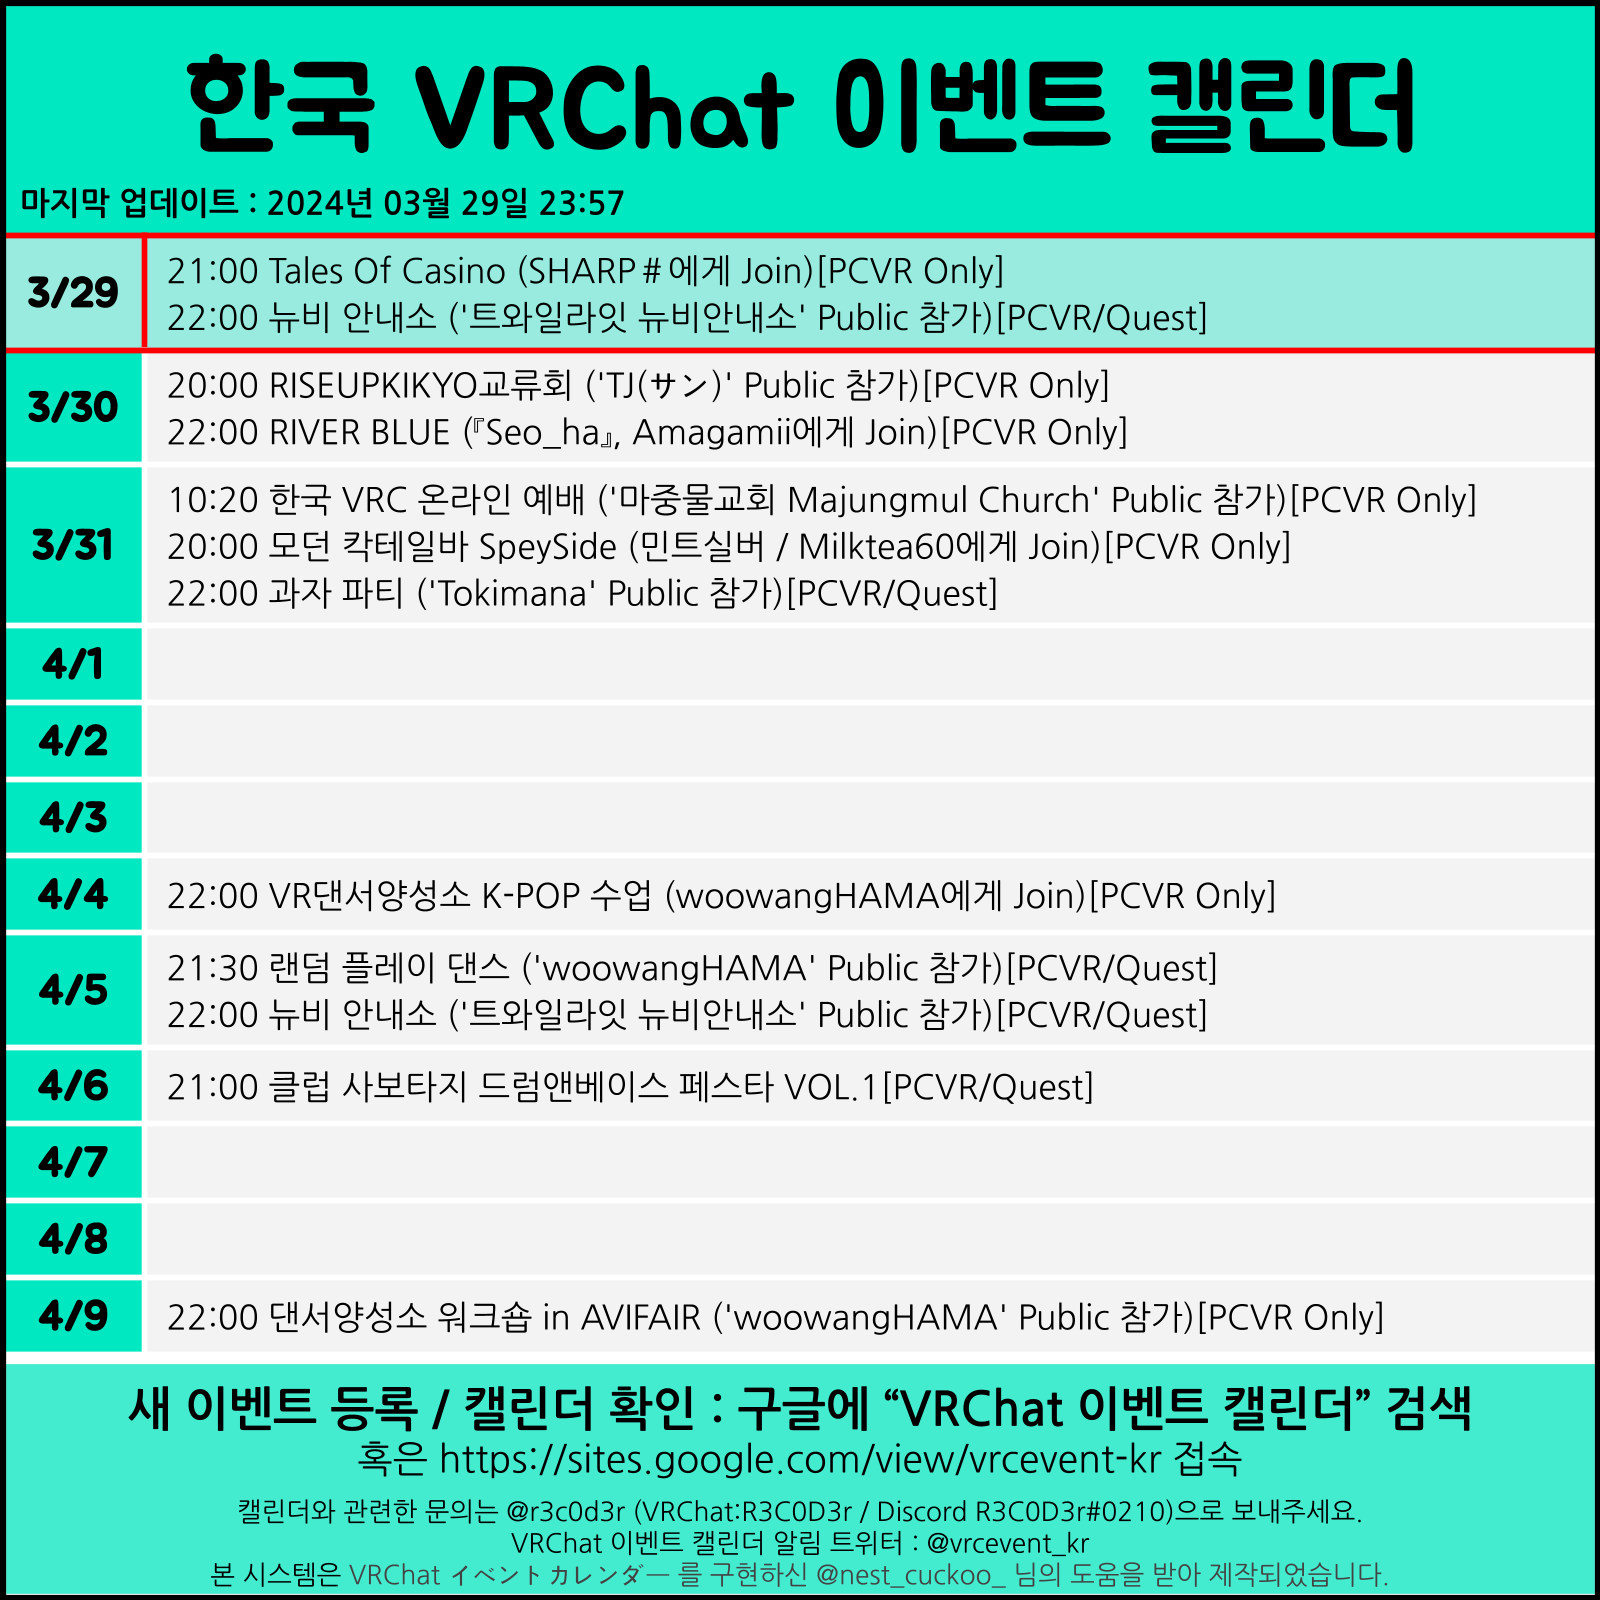 한국 VRChat 이벤트 캘린더
마지막 업데이트 : 2024년 03월 29일 23:57
3/29
21:00 Tales Of Casino (SHARP＃에게 Join)[PCVR Only]
22:00 뉴비 안내소 ('트와일라잇 뉴비안내소' Public 참가)[PCVR/Quest]
3/30
20:00 RISEUPKIKYO교류회 ('TJ(サン)' Public 참가)[PCVR Only]
22:00 RIVER BLUE (『Seo_ha』, Amagamii에게 Join)[PCVR Only]
3/31
10:20 한국 VRC 온라인 예배 ('마중물교회 Majungmul Church' Public 참가)[PCVR Only]
20:00 모던 칵테일바 SpeySide (민트실버 / Milktea60에게 Join)[PCVR Only]
22:00 과자 파티 ('Tokimana' Public 참가)[PCVR/Quest]
4/1
4/2
4/3
4/4
22:00 VR댄서양성소 K-POP 수업 (woowangHAMA에게 Join)[PCVR Only]
4/5
21:30 랜덤 플레이 댄스 ('woowangHAMA' Public 참가)[PCVR/Quest]
22:00 뉴비 안내소 ('트와일라잇 뉴비안내소' Public 참가)[PCVR/Quest]
4/6
21:00 클럽 사보타지 드럼앤베이스 페스타 VOL.1[PCVR/Quest]
4/7
4/8
4/9
22:00 댄서양성소 워크숍 in AVIFAIR ('woowangHAMA' Public 참가)[PCVR Only]
새 이벤트 등록 / 캘린더 확인 : 구글에 “VRChat 이벤트 캘린더” 검색
혹은 https://sites.google.com/view/vrcevent-kr 접속
캘린더와 관련한 문의는 @r3c0d3r (VRChat:R3C0D3r / Discord R3C0D3r#0210)으로 보내주세요.
VRChat 이벤트 캘린더 알림 트위터 : @vrcevent_kr
본 시스템은 VRChat イベントカレンダー 를 구현하신 @nest_cuckoo_ 님의 도움을 받아 제작되었습니다.